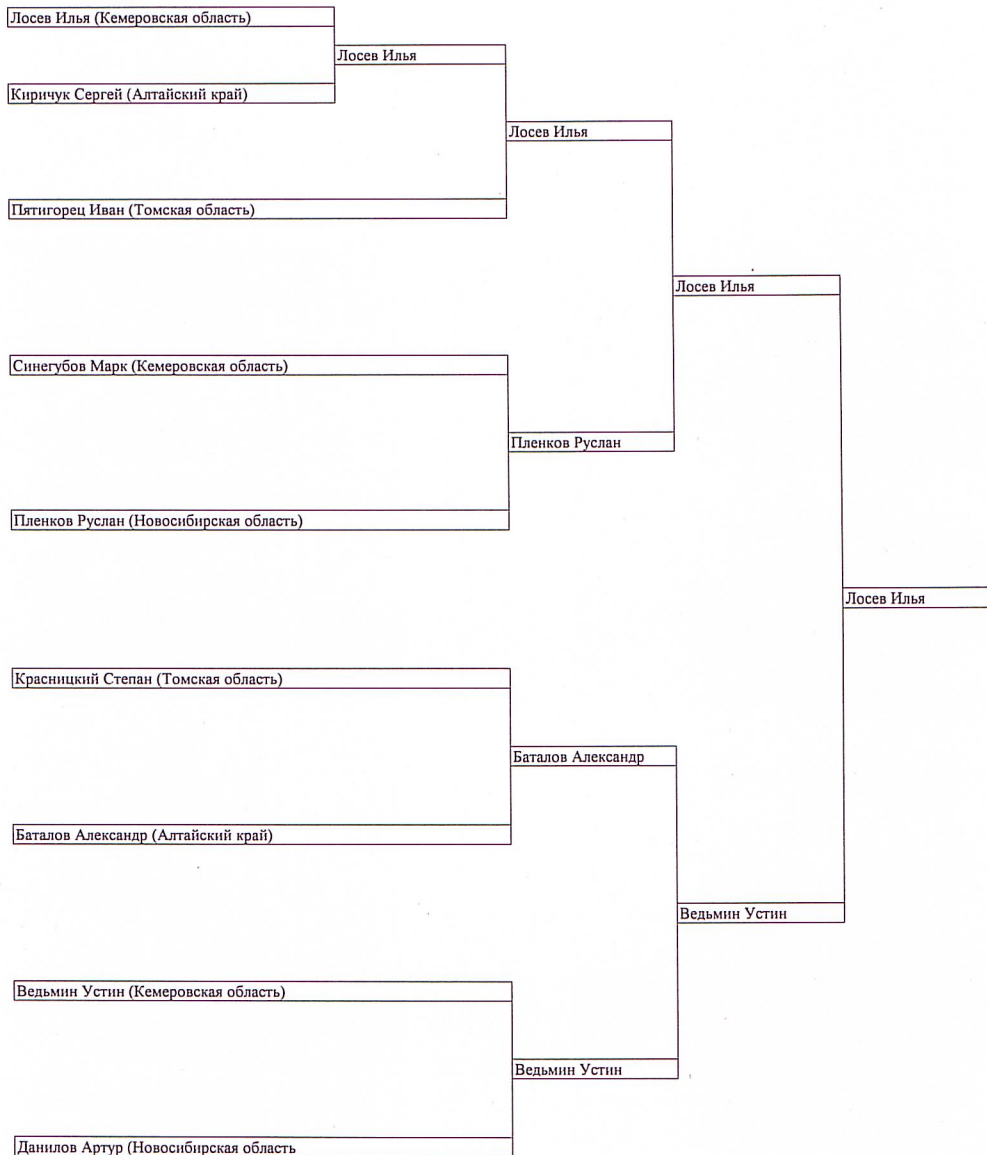 Лосев Илья (Кемеровская область)
Лосев Илья
Киричук Сергей (Алтайский край)
Лосев Илья
Пятигорец Иван (Томская область)
Лосев Илья
Синегубов Марк (Кемеровская область)
Пленков Руслан
Пленков Руслан (Новосибирская область)
Лосев Илья
Красницкий Степан (Томская область)
Баталов Александр
Баталов Александр (Алтайский край)
Ведьмин Устин
Ведьмин Устин (Кемеровская область)
Ведьмин Устин
Данилов Артур (Новосибирская область